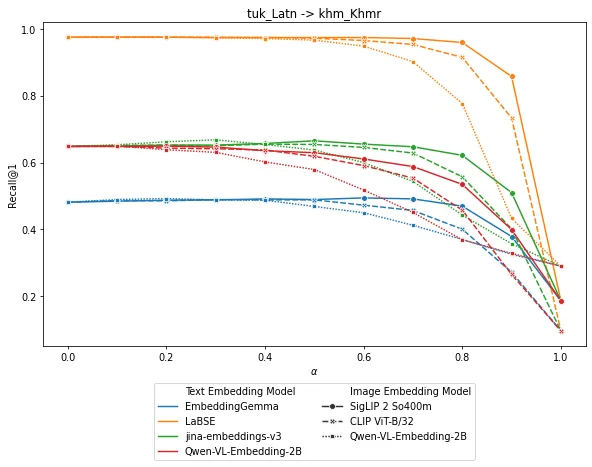 tuk_Latn -> khm_Khmr
Recall@1
1.0
0.8
0.6
0.4
0.2
0.0 0.2 0.4 0.6 0.8 1.0
α
Text Embedding Model Image Embedding Model
EmbeddingGemma SigLIP 2 So400m
LaBSE CLIP ViT-B/32
jina-embeddings-v3 Qwen-VL-Embedding-2B
Qwen-VL-Embedding-2B